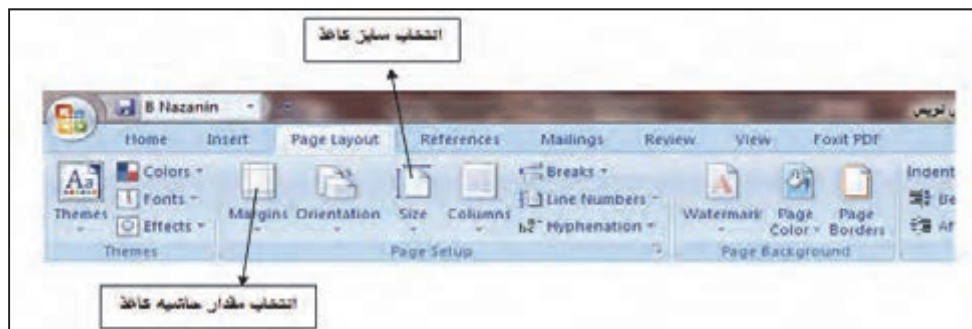 انتخاب سایز کاغذ
B Nazanin
Home Insert Page Layout References Mailings Review View Foxit PDF
Themes
Colors
Fonts
Effects
Margins Orientation Size Columns
Breaks
Line Numbers
Hyphenation
Watermark Page Color Page Borders
Indent
Themes Page Setup Page Background
انتخاب مقدار حاشیه کاغذ